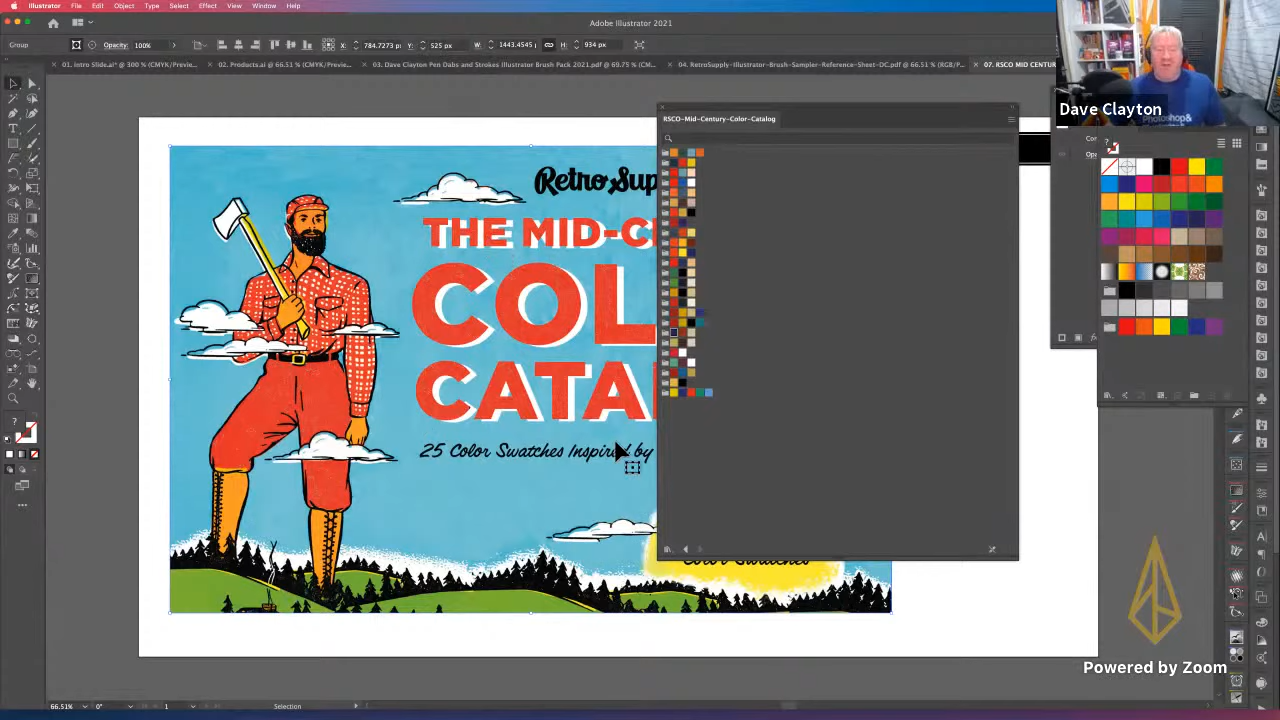 Illustrator File Edit Object Type Select Effect View Window Help
Adobe Illustrator 2021
Group Opacity: 100% X: 784.7273 p Y: 525 px W: 1443.4545 H: 934 px
01. Intro Slide.ai* @ 300 % (CMYK/Previe...
02. Products.ai @ 66.51 % (CMYK/Previe...
03. Dave Clayton Pen Dabs and Strokes Illustrator Brush Pack 2021.pdf @ 69.75 % (CM...
04. RetroSupply-Illustrator-Brush-Sampler-Reference-Sheet-DC.pdf @ 66.51 % (RGB/P...
07. RSCO MID CENTUR
Dave Clayton
Photoshop&
RSCO-Mid-Century-Color-Catalog
Retro Sup
THE MID-C
COL
CATA
25 Color Swatches Inspired by
Color Swatches
Powered by Zoom
66.51% 0° 1 Selection